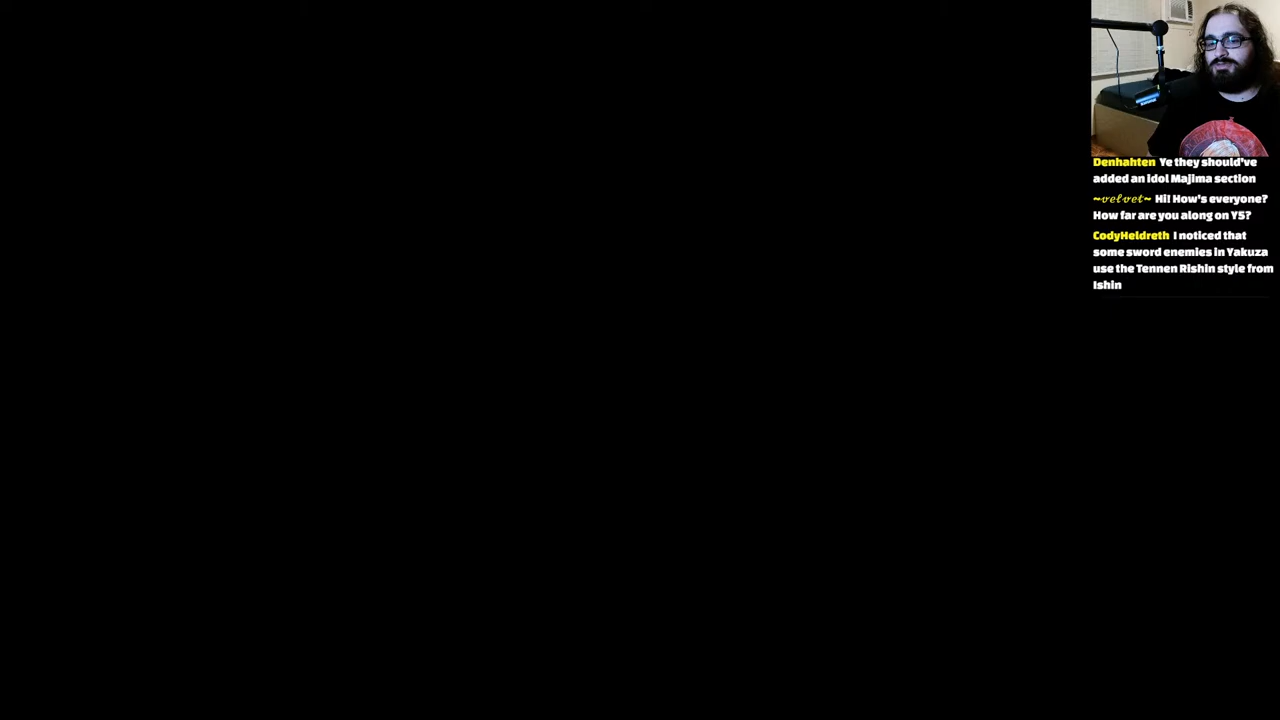 Denhahten Ye they should've
added an idol Majima section
~𝓿𝓮𝓵𝓿𝓮𝓽~ Hi! How's everyone?
How far are you along on Y5?
CodyHeldreth I noticed that
some sword enemies in Yakuza
use the Tennen Rishin style from
Ishin